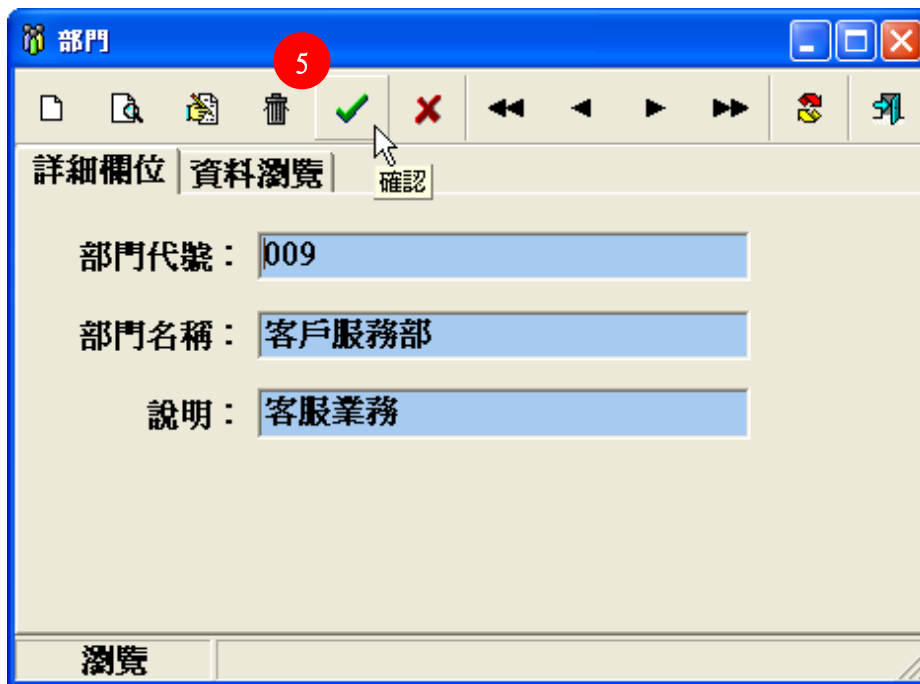 部門
5
詳細欄位 資料瀏覽
確認
部門代號： 009
部門名稱： 客戶服務部
說明： 客服業務
瀏覽